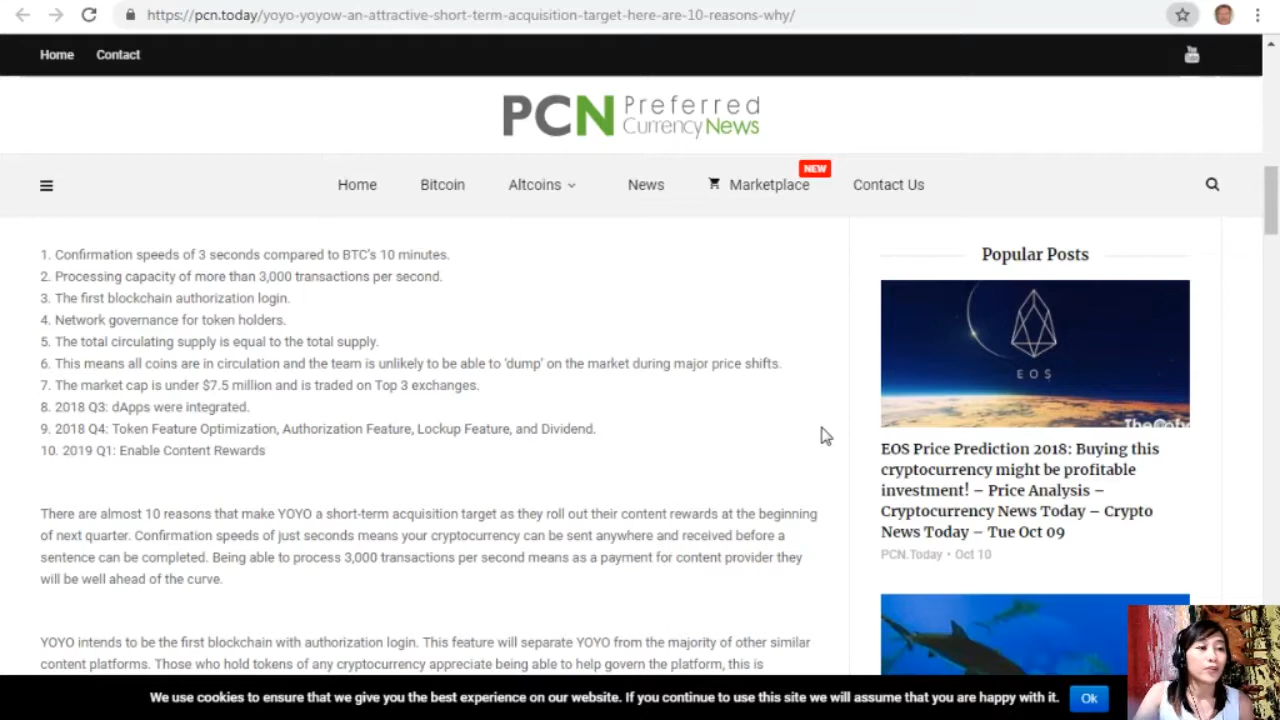 https://pcn.today/yoyo-yoyow-an-attractive-short-term-acquisition-target-here-are-10-reasons-why/
Home Contact
You
PCN Preferred
CurrencyNews
NEW
Home Bitcoin Altcoins News Marketplace Contact Us
1. Confirmation speeds of 3 seconds compared to BTC's 10 minutes.
2. Processing capacity of more than 3,000 transactions per second.
3. The first blockchain authorization login.
4. Network governance for token holders.
5. The total circulating supply is equal to the total supply.
6. This means all coins are in circulation and the team is unlikely to be able to 'dump' on the market during major price shifts.
7. The market cap is under $7.5 million and is traded on Top 3 exchanges.
8. 2018 Q3: dApps were integrated.
9. 2018 Q4: Token Feature Optimization, Authorization Feature, Lockup Feature, and Dividend.
10. 2019 Q1: Enable Content Rewards
There are almost 10 reasons that make YOYO a short-term acquisition target as they roll out their content rewards at the beginning
of next quarter. Confirmation speeds of just seconds means your cryptocurrency can be sent anywhere and received before a
sentence can be completed. Being able to process 3,000 transactions per second means as a payment for content provider they
will be well ahead of the curve.
YOYO intends to be the first blockchain with authorization login. This feature will separate YOYO from the majority of other similar
content platforms. Those who hold tokens of any cryptocurrency appreciate being able to help govern the platform, this is
Popular Posts
EOS
EOS Price Prediction 2018: Buying this
cryptocurrency might be profitable
investment! – Price Analysis –
Cryptocurrency News Today – Crypto
News Today – Tue Oct 09
PCN.Today • Oct 10
We use cookies to ensure that we give you the best experience on our website. If you continue to use this site we will assume that you are happy with it. Ok